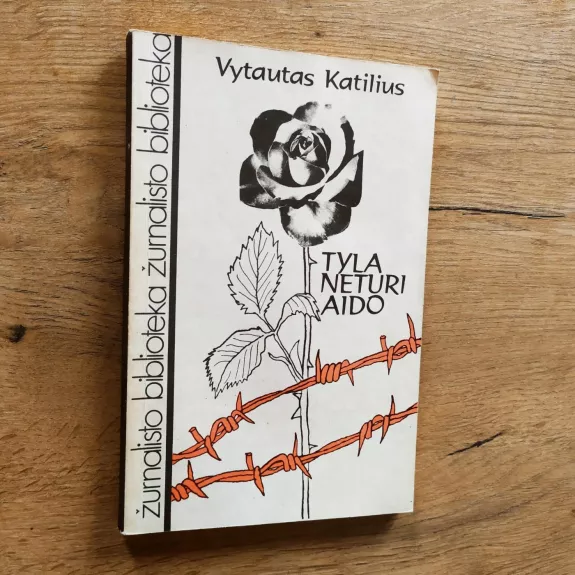 Vytautas Katilius
TYLA
NETURI
AIDO
žurnalisto biblioteka žurnalisto biblioteka